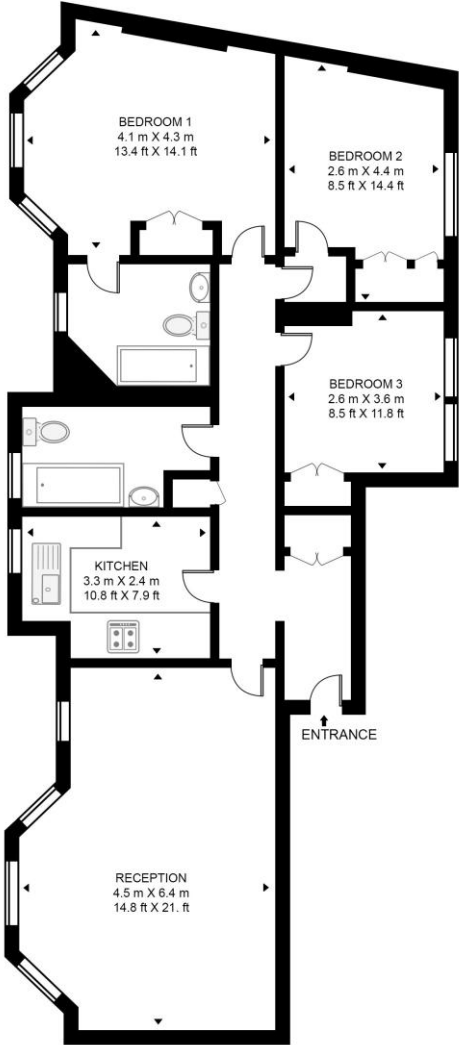 BEDROOM 1
4.1 m X 4.3 m
13.4 ft X 14.1 ft
BEDROOM 2
2.6 m X 4.4 m
8.5 ft X 14.4 ft
BEDROOM 3
2.6 m X 3.6 m
8.5 ft X 11.8 ft
KITCHEN
3.3 m X 2.4 m
10.8 ft X 7.9 ft
ENTRANCE
RECEPTION
4.5 m X 6.4 m
14.8 ft X 21. ft